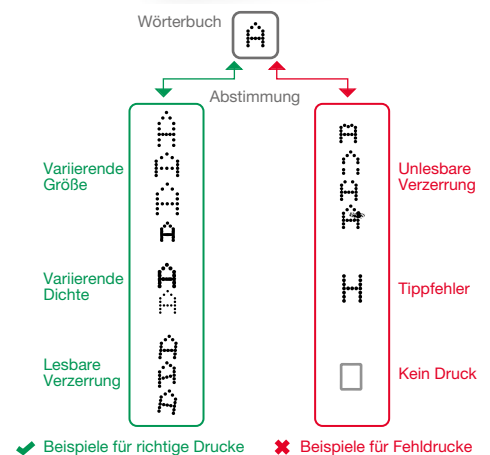 Wörterbuch
A
Abstimmung
A
A
A
A
Variierende
Größe
A
A
Variierende
Dichte
A
A
A
Lesbare
Verzerrung
A
A
A
Unlesbare
Verzerrung
H
Tippfehler
Kein Druck
✔ Beispiele für richtige Drucke
✖ Beispiele für Fehldrucke